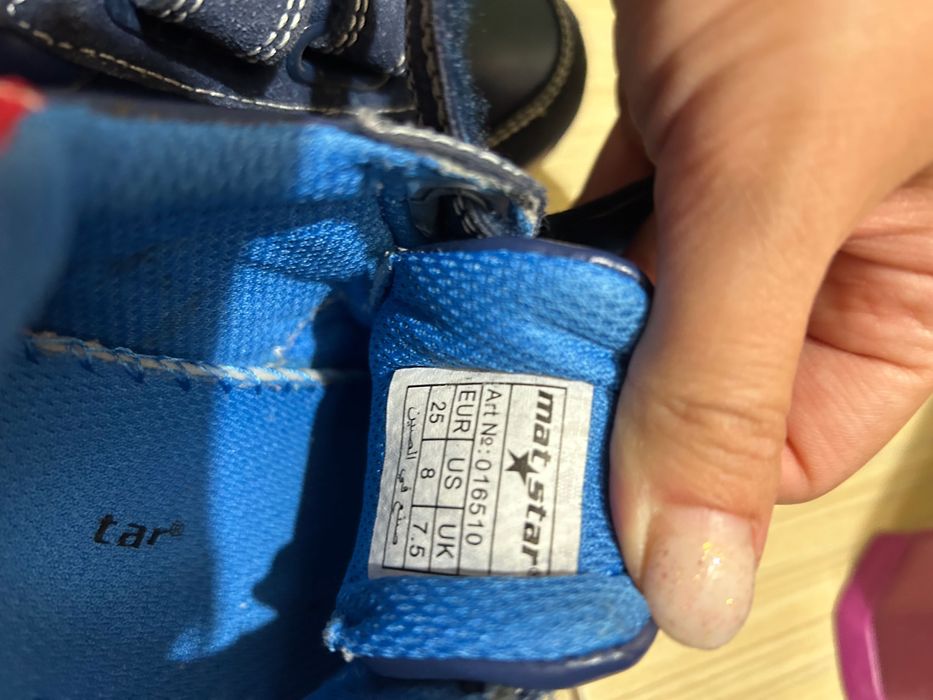 mat★star®
Art №: 016510
EUR US UK
25 8 7.5
صنع في الصين
tar®